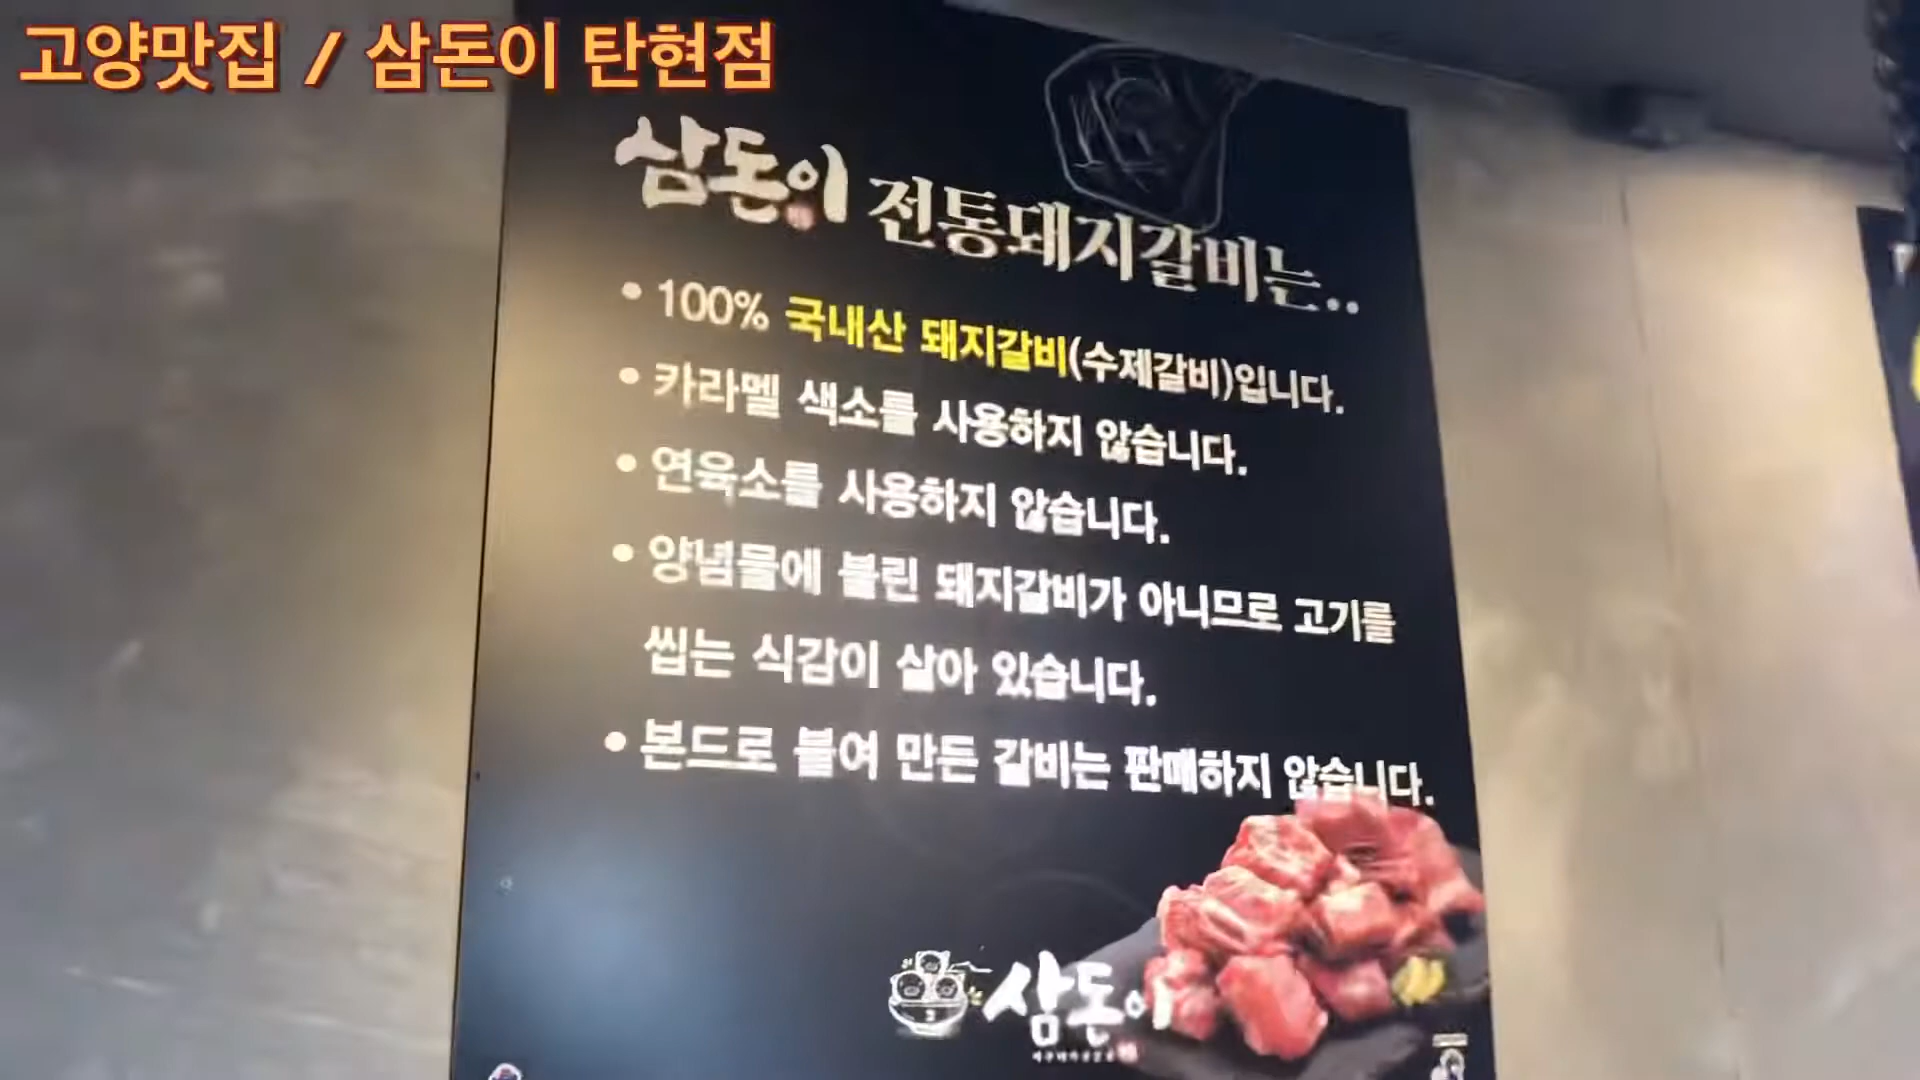 고양맛집 / 삼돈이 탄현점
삼돈이 전통돼지갈비는..
• 100% 국내산 돼지갈비(수제갈비)입니다.
• 카라멜 색소를 사용하지 않습니다.
• 연육소를 사용하지 않습니다.
• 양념물에 불린 돼지갈비가 아니므로 고기를
씹는 식감이 살아 있습니다.
• 본드로 붙여 만든 갈비는 판매하지 않습니다.
삼돈이